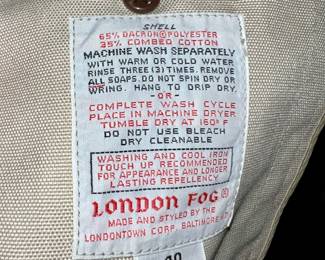 SHELL
65% DACRON® POLYESTER
35% COMBED COTTON
MACHINE WASH SEPARATELY
WITH WARM OR COLD WATER
RINSE THREE (3) TIMES. REMOVE
ALL SOAPS. DO NOT SPIN DRY OR
WRING. HANG TO DRIP DRY.
-OR-
COMPLETE WASH CYCLE
PLACE IN MACHINE DRYER
TUMBLE DRY AT 160°F
DO NOT USE BLEACH
DRY CLEANABLE
WASHING AND COOL IRON
TOUCH UP RECOMMENDED
FOR APPEARANCE AND LONGER
LASTING REPELLENCY
LONDON FOG®
MADE AND STYLED BY THE
LONDONTOWN CORP. BALTIMORE